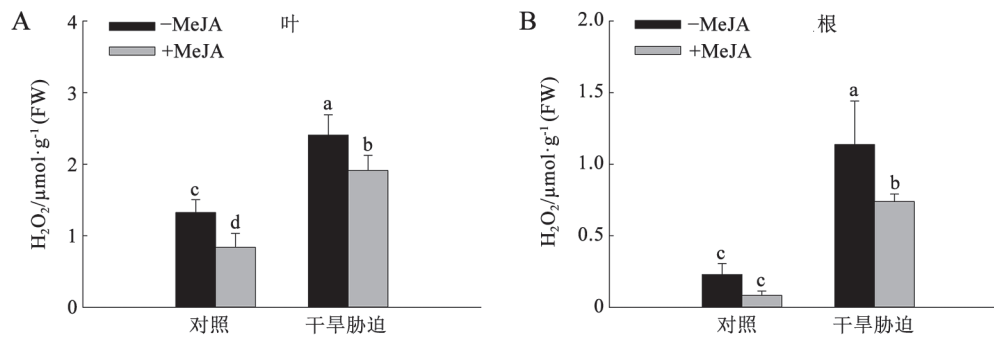 A
叶
−MeJA
+MeJA
H₂O₂/μmol·g⁻¹ (FW)
4
3
2
1
0
c
d
a
b
对照
干旱胁迫
B
根
−MeJA
+MeJA
H₂O₂/μmol·g⁻¹ (FW)
2.0
1.5
1.0
0.5
0
c
c
a
b
对照
干旱胁迫